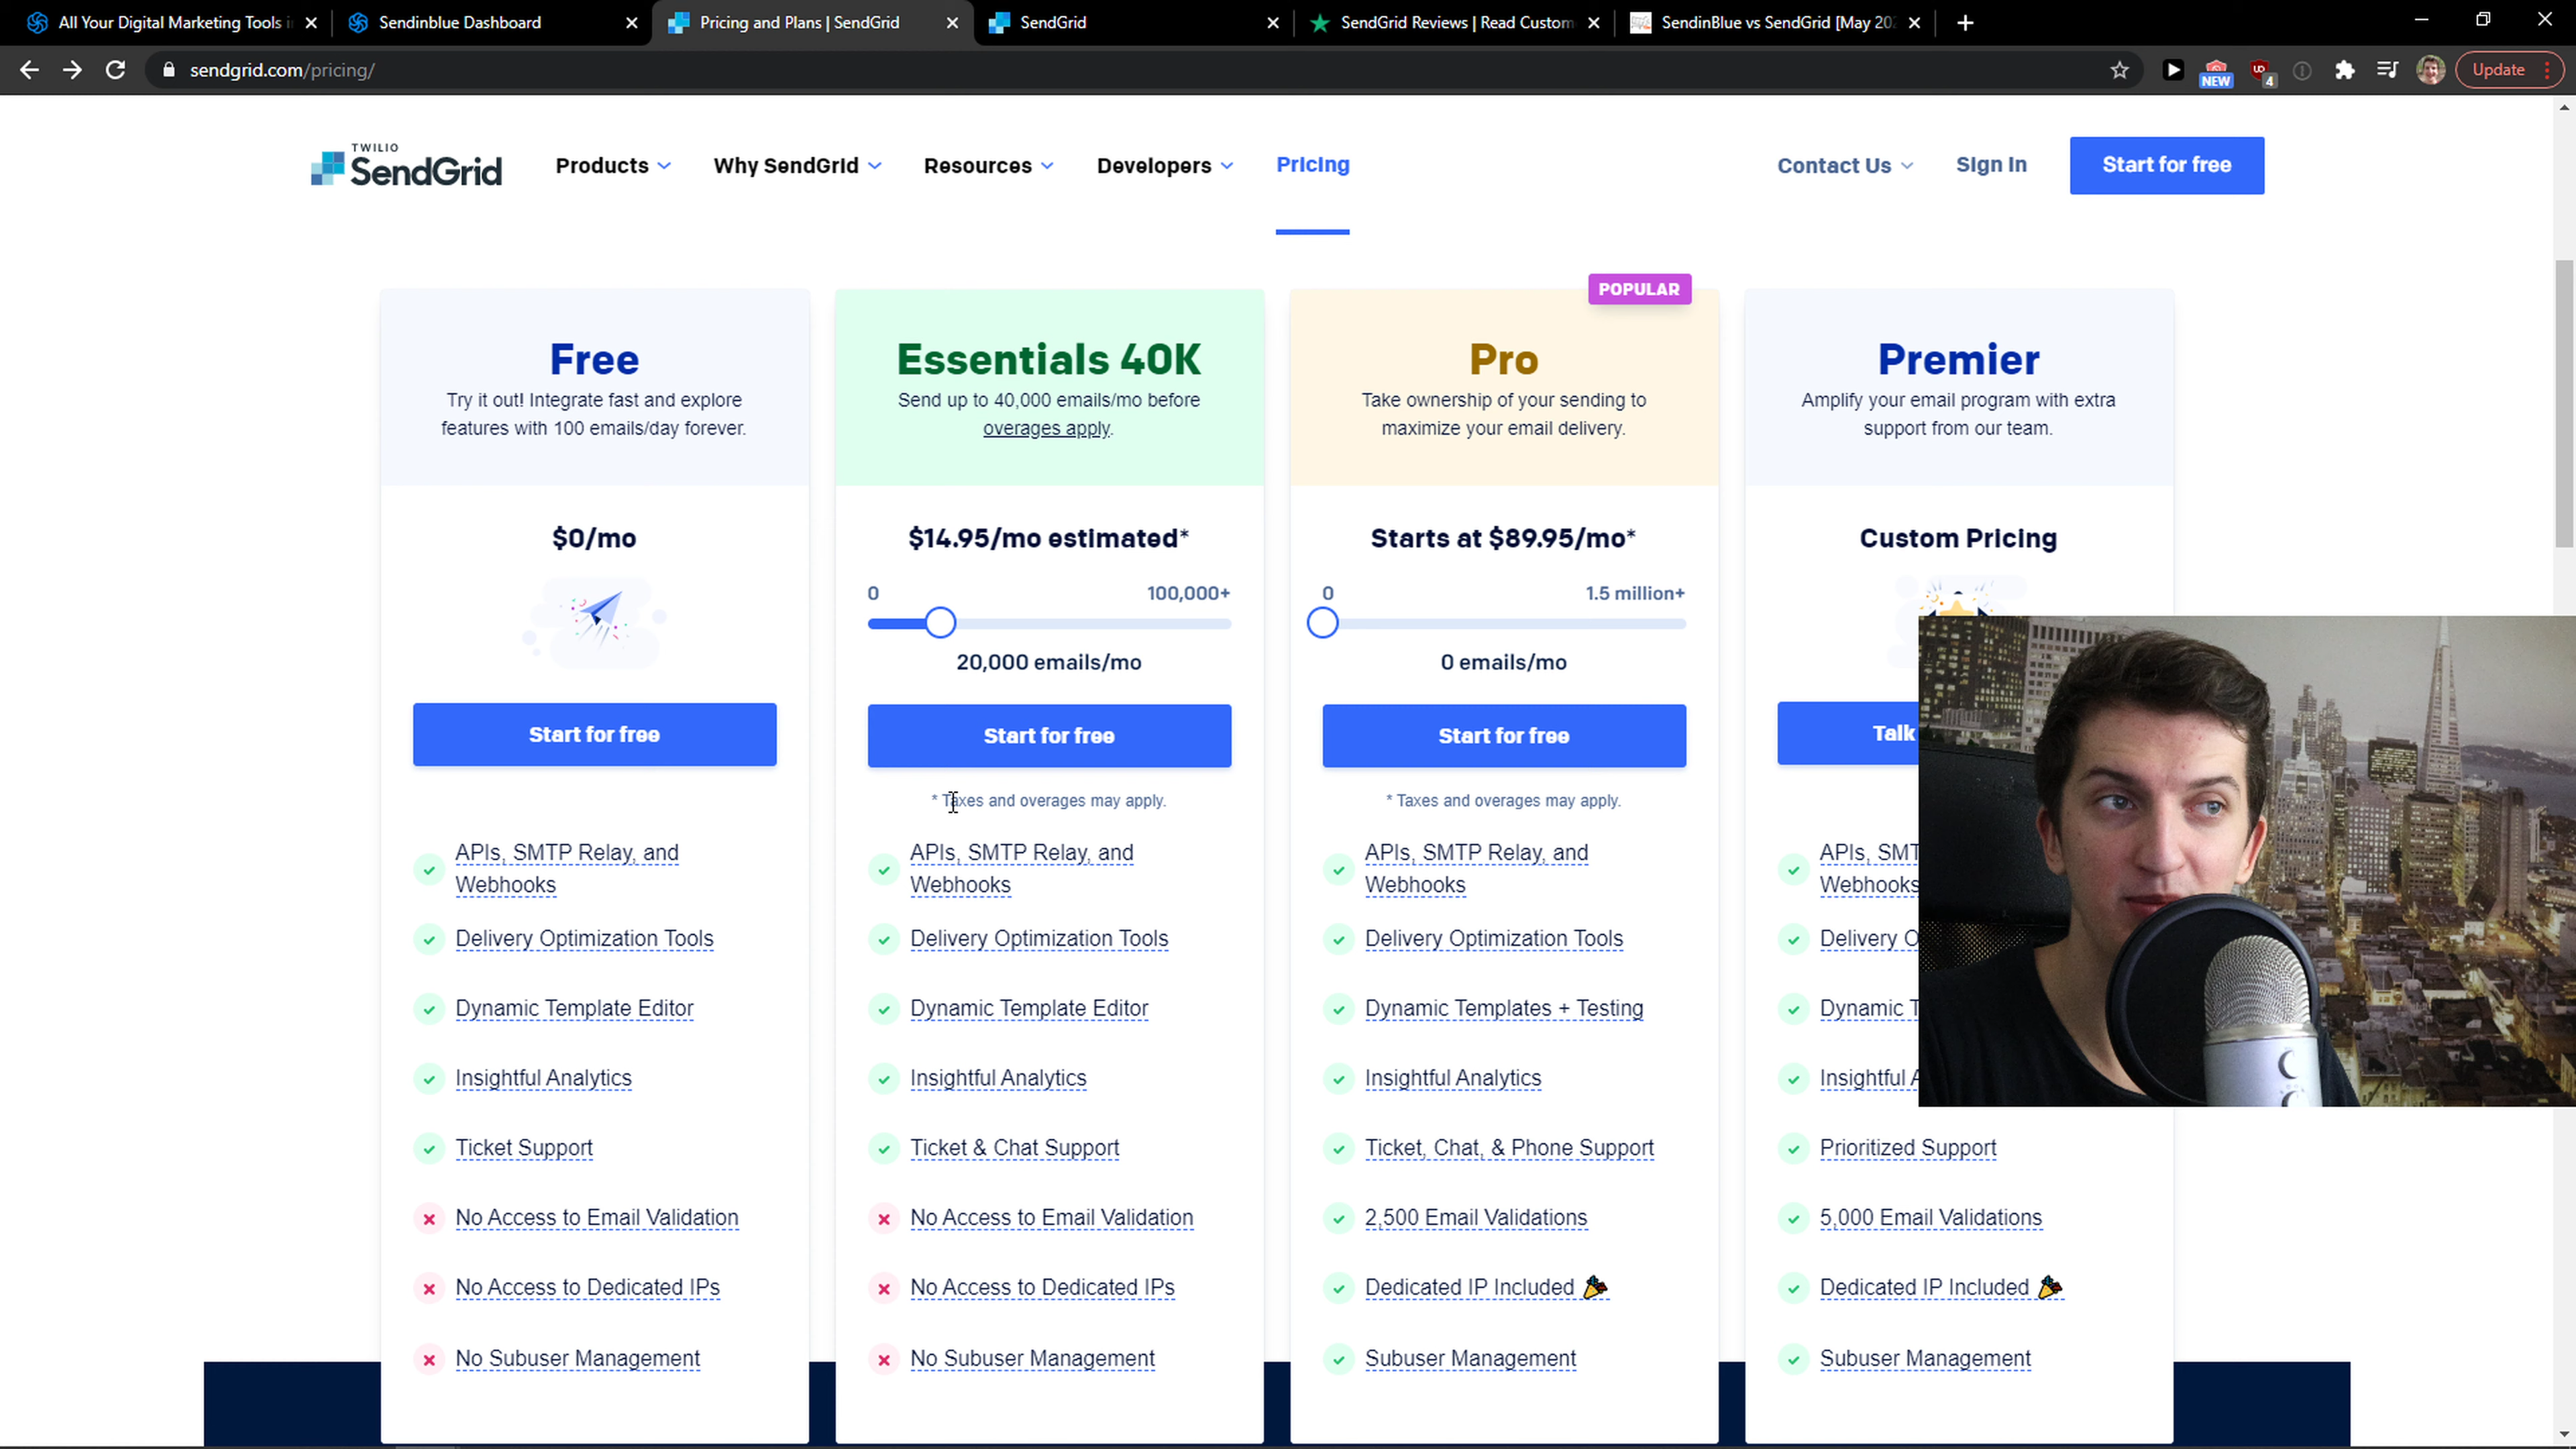 All Your Digital Marketing Tools i
Sendinblue Dashboard
Pricing and Plans | SendGrid
SendGrid
SendGrid Reviews | Read Custom
SendinBlue vs SendGrid [May 202
sendgrid.com/pricing/
NEW
4
Update
TWILIO
SendGrid
Products
Why SendGrid
Resources
Developers
Pricing
Contact Us
Sign In
Start for free
Free
Try it out! Integrate fast and explore
features with 100 emails/day forever.
$0/mo
Start for free
APIs, SMTP Relay, and
Webhooks
Delivery Optimization Tools
Dynamic Template Editor
Insightful Analytics
Ticket Support
No Access to Email Validation
No Access to Dedicated IPs
No Subuser Management
Essentials 40K
Send up to 40,000 emails/mo before
overages apply.
$14.95/mo estimated*
0 100,000+
20,000 emails/mo
Start for free
* Taxes and overages may apply.
APIs, SMTP Relay, and
Webhooks
Delivery Optimization Tools
Dynamic Template Editor
Insightful Analytics
Ticket & Chat Support
No Access to Email Validation
No Access to Dedicated IPs
No Subuser Management
POPULAR
Pro
Take ownership of your sending to
maximize your email delivery.
Starts at $89.95/mo*
0 1.5 million+
0 emails/mo
Start for free
* Taxes and overages may apply.
APIs, SMTP Relay, and
Webhooks
Delivery Optimization Tools
Dynamic Templates + Testing
Insightful Analytics
Ticket, Chat, & Phone Support
2,500 Email Validations
Dedicated IP Included
Subuser Management
Premier
Amplify your email program with extra
support from our team.
Custom Pricing
Talk
APIs, SMT
Webhooks
Delivery O
Dynamic T
Insightful A
Prioritized Support
5,000 Email Validations
Dedicated IP Included
Subuser Management